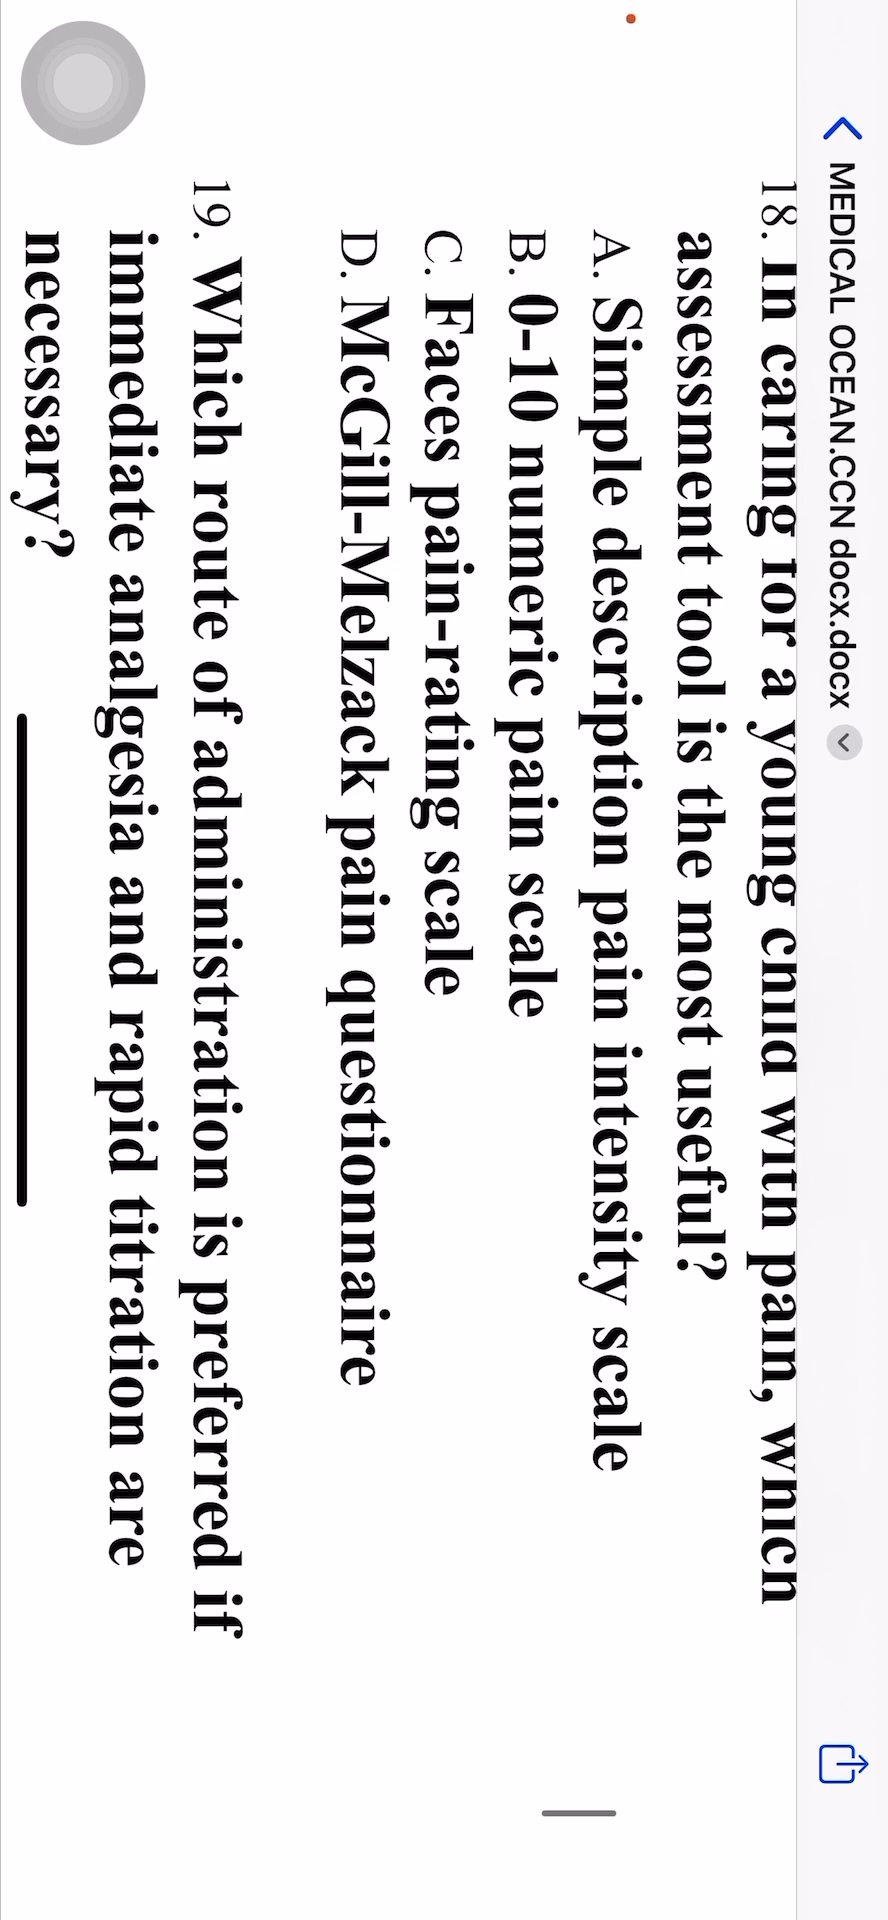 MEDICAL OCEAN.CCN docx.docx
18. In caring for a young child with pain, which
assessment tool is the most useful?
A. Simple description pain intensity scale
B. 0-10 numeric pain scale
C. Faces pain-rating scale
D. McGill-Melzack pain questionnaire
19. Which route of administration is preferred if
immediate analgesia and rapid titration are
necessary?